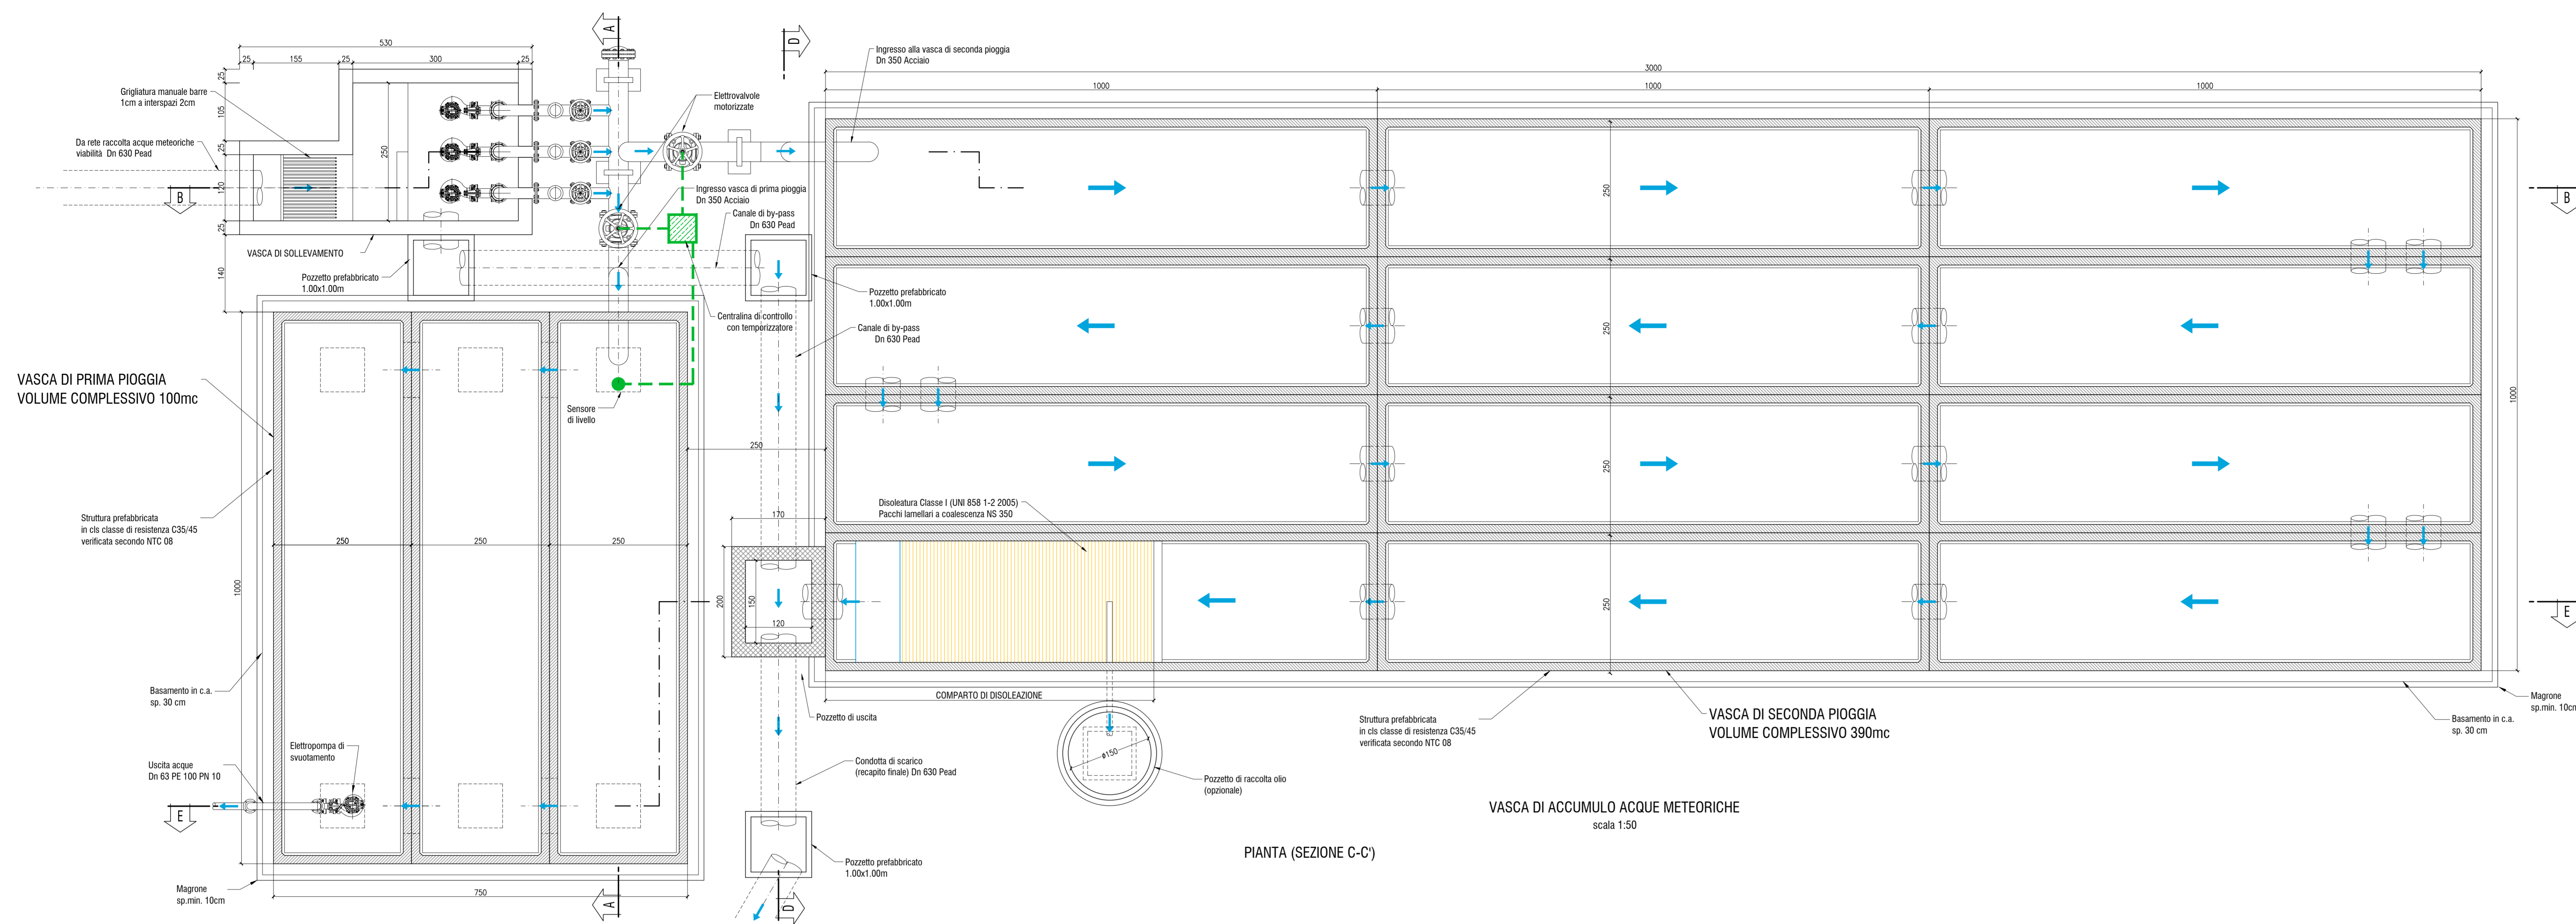 530
25
155
25
300
25
25
105
25
120
25
140
250
A
D
Ingresso alla vasca di seconda pioggia
Dn 350 Acciaio
3000
1000
1000
1000
Grigliatura manuale barre
1cm a interspazi 2cm
Elettrovalvole
motorizzate
Da rete raccolta acque meteoriche
viabilità Dn 630 Pead
B
B
Ingresso vasca di prima pioggia
Dn 350 Acciaio
Canale di by-pass
Dn 630 Pead
250
VASCA DI SOLLEVAMENTO
Pozzetto prefabbricato
1.00x1.00m
Pozzetto prefabbricato
1.00x1.00m
Centralina di controllo
con temporizzatore
Canale di by-pass
Dn 630 Pead
250
VASCA DI PRIMA PIOGGIA
VOLUME COMPLESSIVO 100mc
1000
Sensore
di livello
250
250
Disoleatura Classe I (UNI 858 1-2 2005)
Pacchi lamellari a coalescenza NS 350
Struttura prefabbricata
in cls classe di resistenza C35/45
verificata secondo NTC 08
170
250
250
250
1000
200
150
120
250
E
Basamento in c.a.
sp. 30 cm
COMPARTO DI DISOLEAZIONE
Magrone
sp.min. 10cm
Pozzetto di uscita
Struttura prefabbricata
in cls classe di resistenza C35/45
verificata secondo NTC 08
VASCA DI SECONDA PIOGGIA
VOLUME COMPLESSIVO 390mc
Basamento in c.a.
sp. 30 cm
Elettropompa di
svuotamento
Uscita acque
Dn 63 PE 100 PN 10
Condotta di scarico
(recapito finale) Dn 630 Pead
ø150
Pozzetto di raccolta olio
(opzionale)
E
VASCA DI ACCUMULO ACQUE METEORICHE
scala 1:50
PIANTA (SEZIONE C-C')
Pozzetto prefabbricato
1.00x1.00m
Magrone
sp.min. 10cm
750
A
D